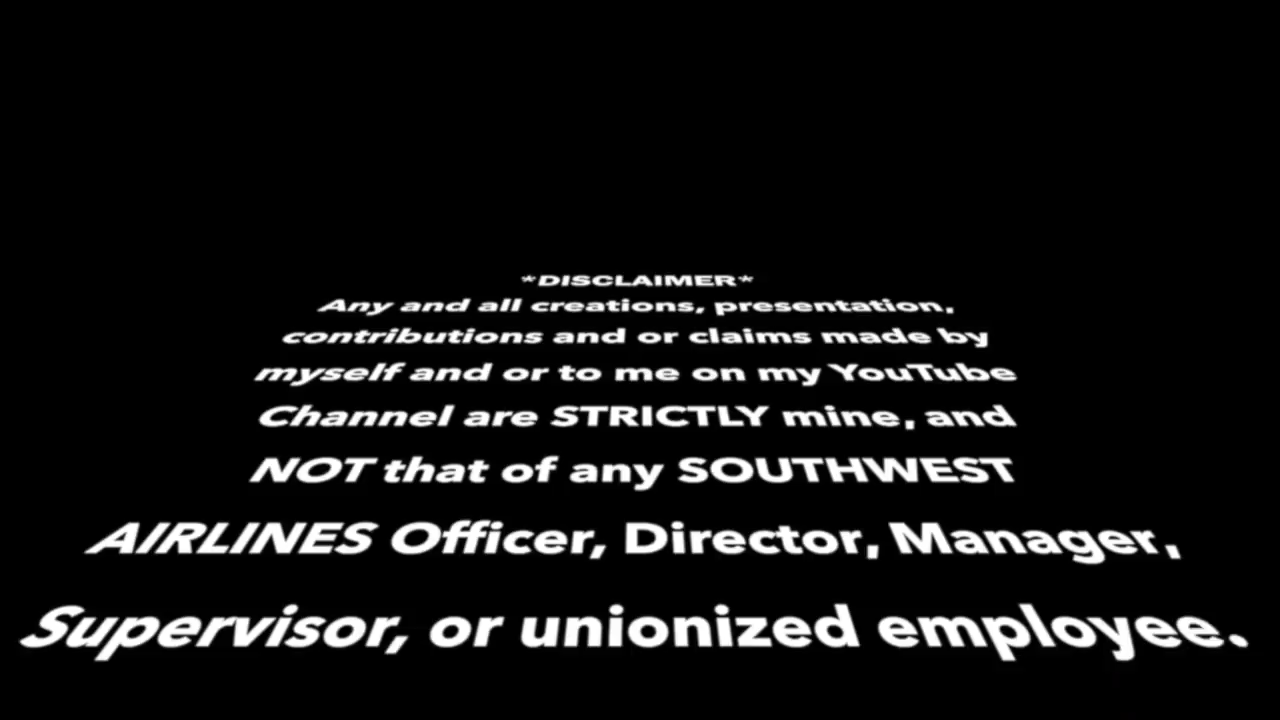 *DISCLAIMER*
Any and all creations, presentation,
contributions and or claims made by
myself and or to me on my YouTube
Channel are STRICTLY mine, and
NOT that of any SOUTHWEST
AIRLINES Officer, Director, Manager,
Supervisor, or unionized employee.